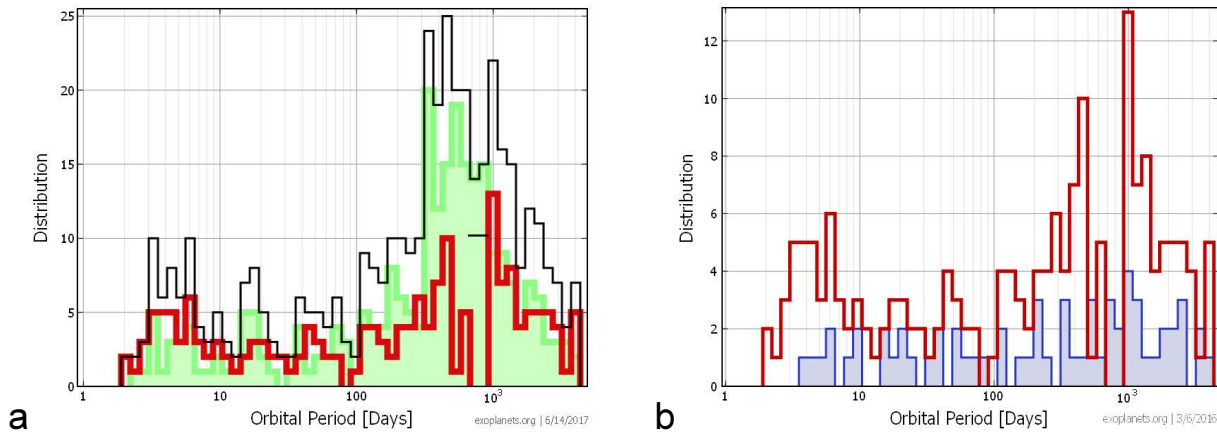 25
20
15
10
5
0
Distribution
1
10
100
10³
Orbital Period [Days]
exoplanets.org | 6/14/2017
a
12
10
8
6
4
2
0
Distribution
1
10
100
10³
Orbital Period [Days]
exoplanets.org | 3/6/2016
b